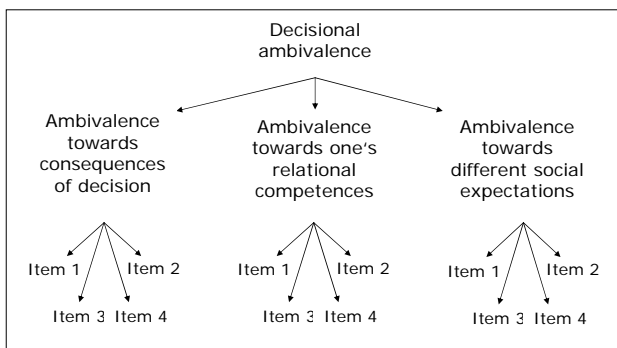 Decisional
ambivalence
Ambivalence
towards
consequences
of decision
Ambivalence
towards one's
relational
competences
Ambivalence
towards
different social
expectations
Item 1
Item 2
Item 3
Item 4
Item 1
Item 2
Item 3
Item 4
Item 1
Item 2
Item 3
Item 4